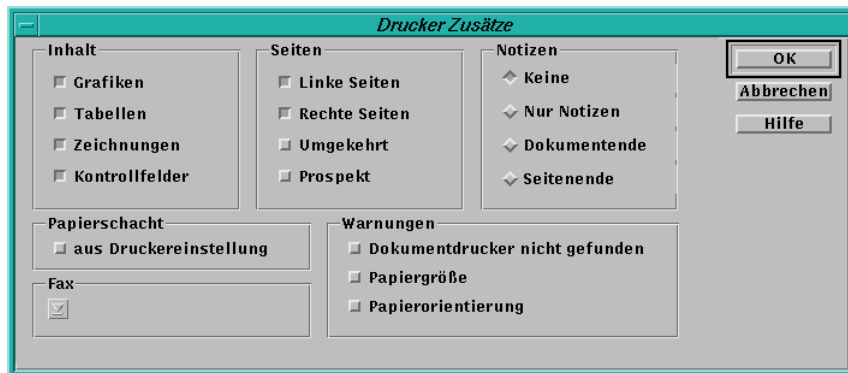 Drucker Zusätze
Inhalt
Grafiken
Tabellen
Zeichnungen
Kontrollfelder
Seiten
Linke Seiten
Rechte Seiten
Umgekehrt
Prospekt
Notizen
Keine
Nur Notizen
Dokumentende
Seitenende
OK
Abbrechen
Hilfe
Papierschacht
aus Druckereinstellung
Fax
Warnungen
Dokumentdrucker nicht gefunden
Papiergröße
Papierorientierung